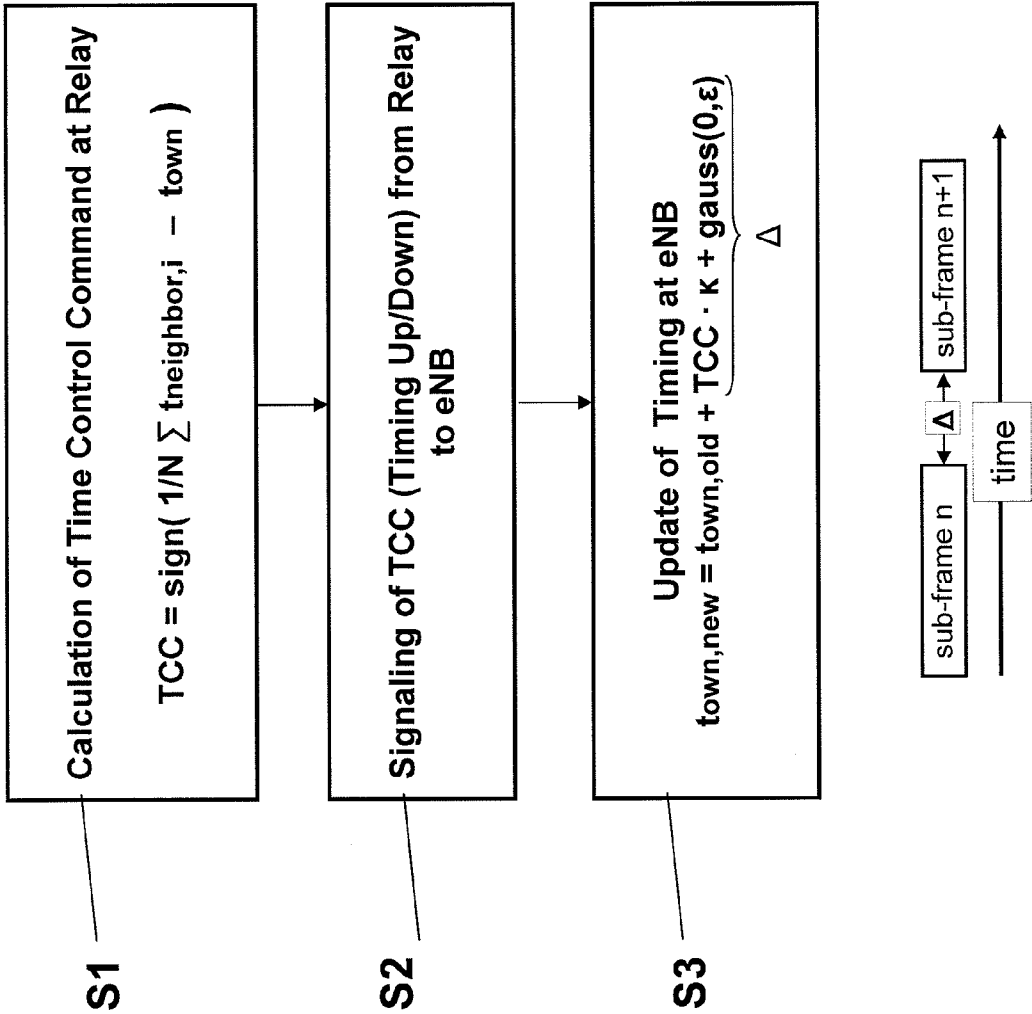 S1
Calculation of Time Control Command at Relay
TCC = sign( 1/N ∑ tneighbor,i − town )
S2
Signaling of TCC (Timing Up/Down) from Relay
to eNB
S3
Update of Timing at eNB
town,new = town,old + TCC · κ + gauss(0,ε)
Δ
sub-frame n
Δ
sub-frame n+1
time